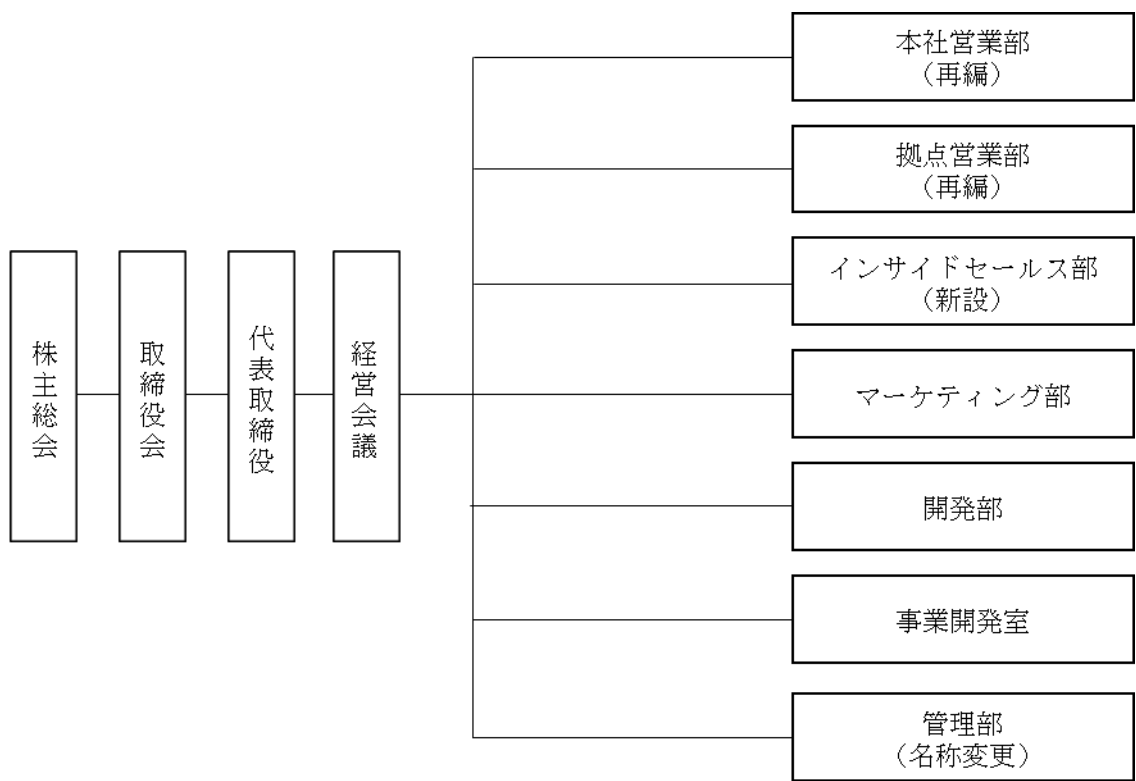 株主総会
取締役会
代表取締役
経営会議
本社営業部
（再編）
拠点営業部
（再編）
インサイドセールス部
（新設）
マーケティング部
開発部
事業開発室
管理部
（名称変更）